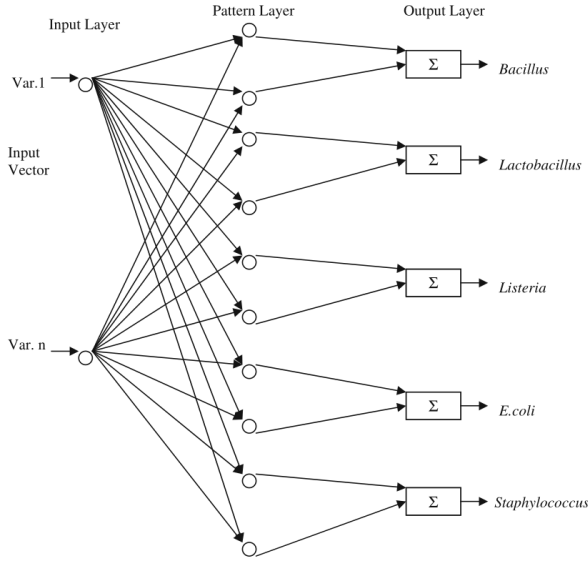 Input Layer
Pattern Layer
Output Layer
Var.1
Input
Vector
Var. n
Σ
Bacillus
Σ
Lactobacillus
Σ
Listeria
Σ
E.coli
Σ
Staphylococcus